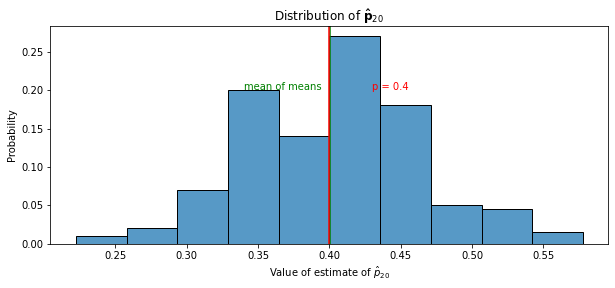 Distribution of p̂₂₀
Probability
0.25
0.20
0.15
0.10
0.05
0.00
mean of means
p = 0.4
0.25 0.30 0.35 0.40 0.45 0.50 0.55
Value of estimate of p̂₂₀